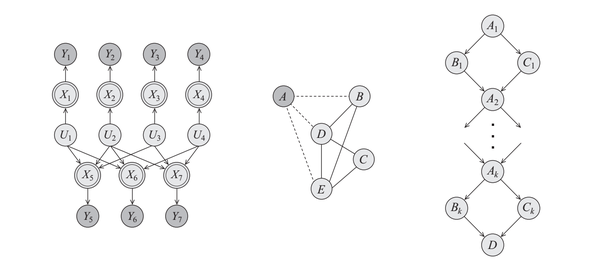 Y1 Y2 Y3 Y4
X1 X2 X3 X4
U1 U2 U3 U4
X5 X6 X7
Y5 Y6 Y7
A B
D
C
E
A1
B1 C1
A2
Ak
Bk Ck
D